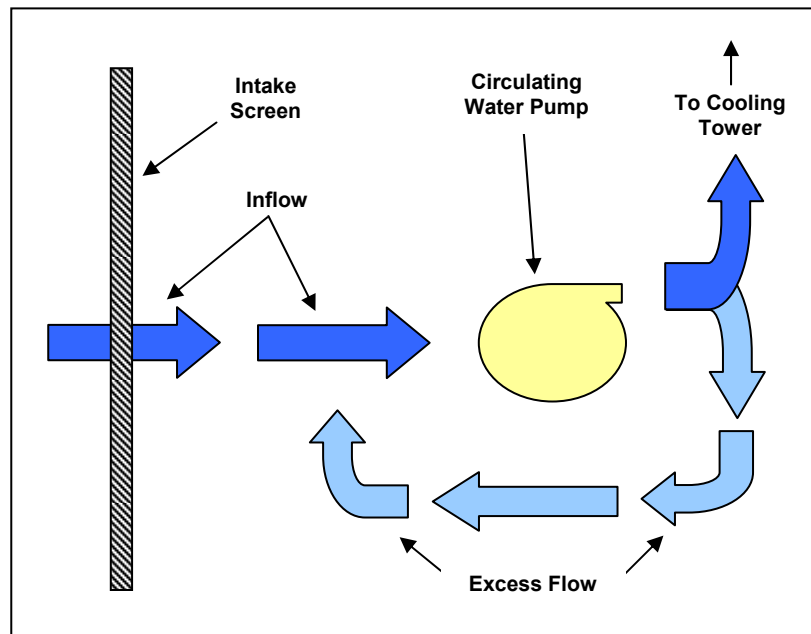 Intake
Screen
Circulating
Water Pump
To Cooling
Tower
Inflow
Excess Flow